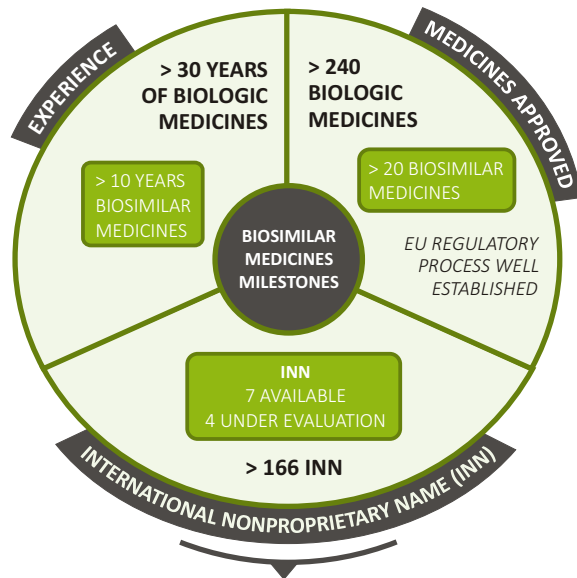 EXPERIENCE
> 30 YEARS
OF BIOLOGIC
MEDICINES
> 10 YEARS
BIOSIMILAR
MEDICINES
MEDICINES APPROVED
> 240
BIOLOGIC
MEDICINES
> 20 BIOSIMILAR
MEDICINES
EU REGULATORY
PROCESS WELL
ESTABLISHED
BIOSIMILAR
MEDICINES
MILESTONES
INN
7 AVAILABLE
4 UNDER EVALUATION
> 166 INN
INTERNATIONAL NONPROPRIETARY NAME (INN)